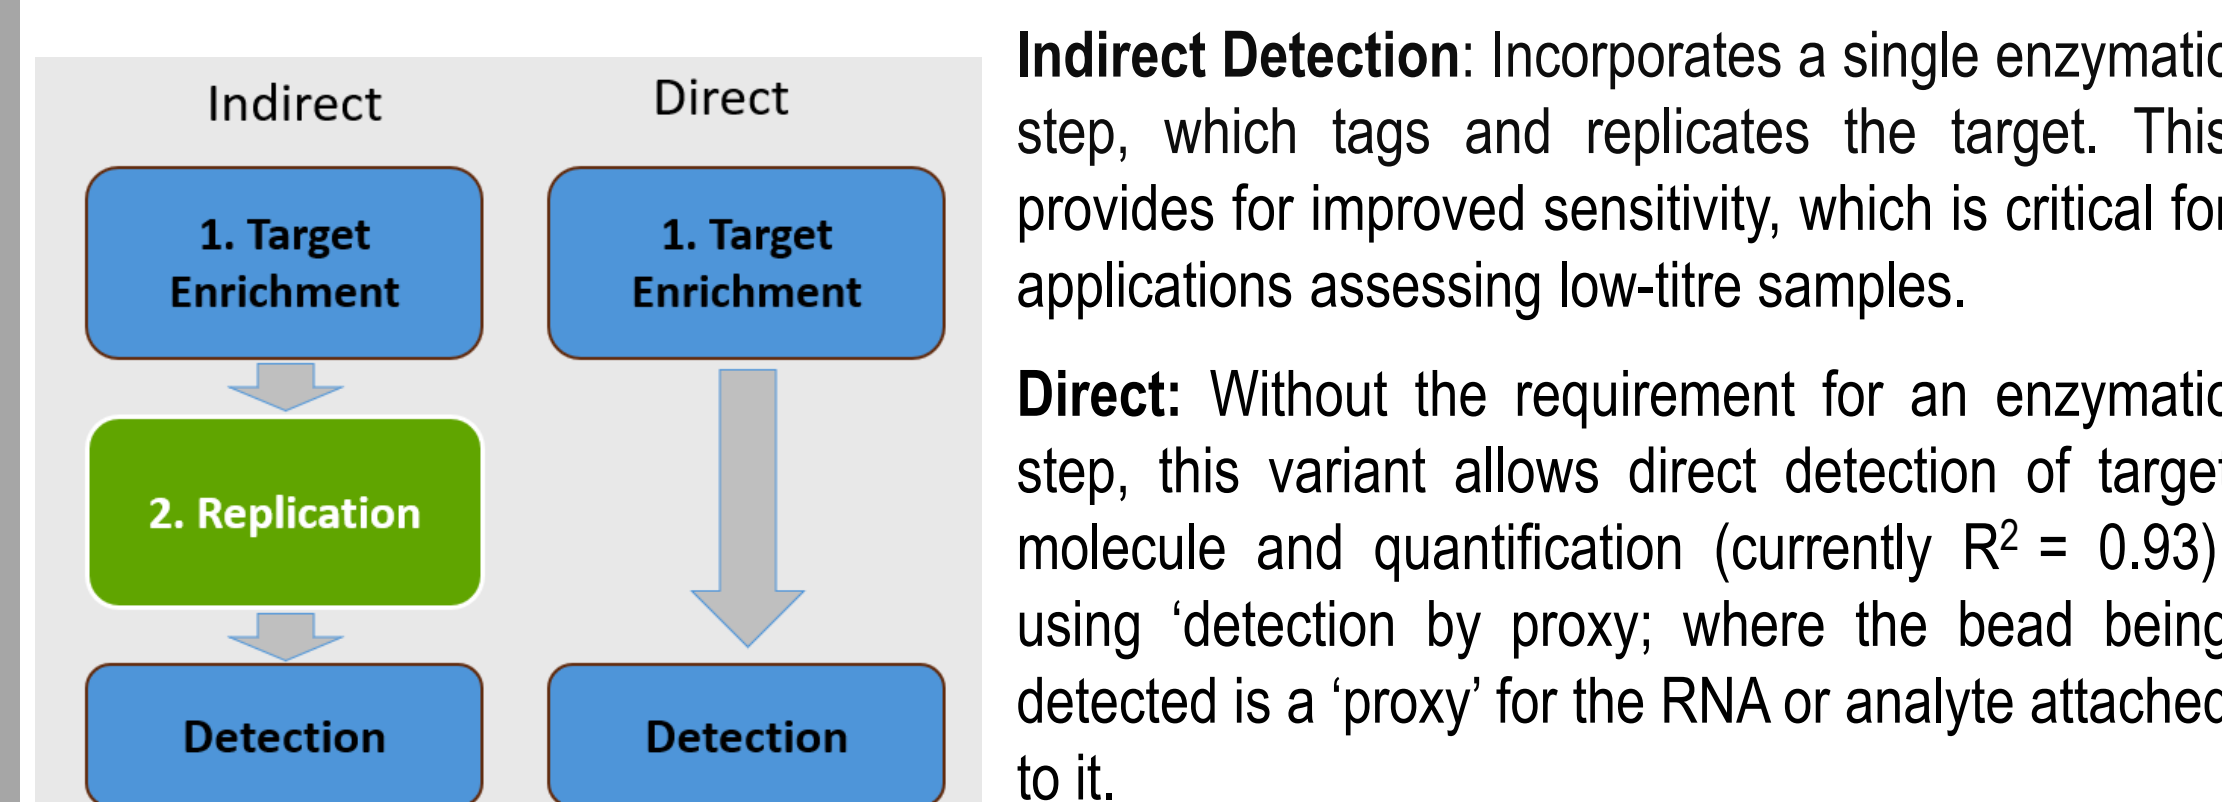 Indirect
Direct
1. Target
Enrichment
1. Target
Enrichment
2. Replication
Detection
Detection
Indirect Detection: Incorporates a single enzymatic
step, which tags and replicates the target. This
provides for improved sensitivity, which is critical for
applications assessing low-titre samples.
Direct: Without the requirement for an enzymatic
step, this variant allows direct detection of target
molecule and quantification (currently R² = 0.93)
using ‘detection by proxy; where the bead being
detected is a ‘proxy’ for the RNA or analyte attached
to it.